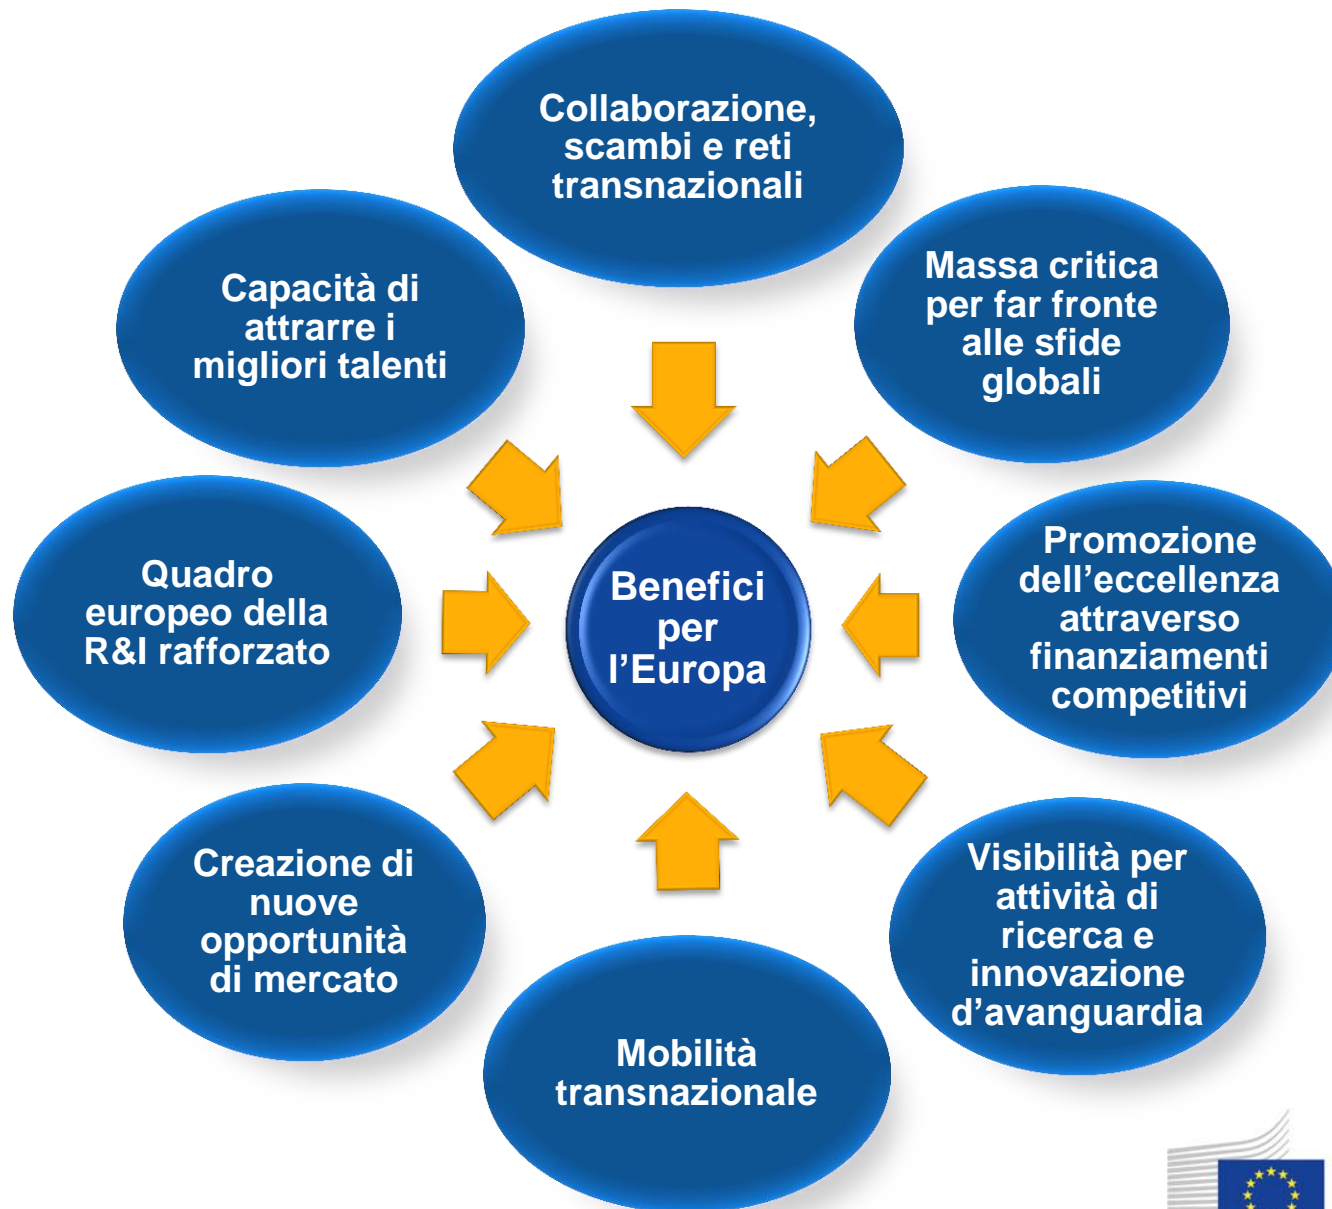 Collaborazione,
scambi e reti
transnazionali
Capacità di
attrarre i
migliori talenti
Massa critica
per far fronte
alle sfide
globali
Quadro
europeo della
R&I rafforzato
Benefici
per
l’Europa
Promozione
dell’eccellenza
attraverso
finanziamenti
competitivi
Creazione di
nuove
opportunità
di mercato
Visibilità per
attività di
ricerca e
innovazione
d’avanguardia
Mobilità
transnazionale